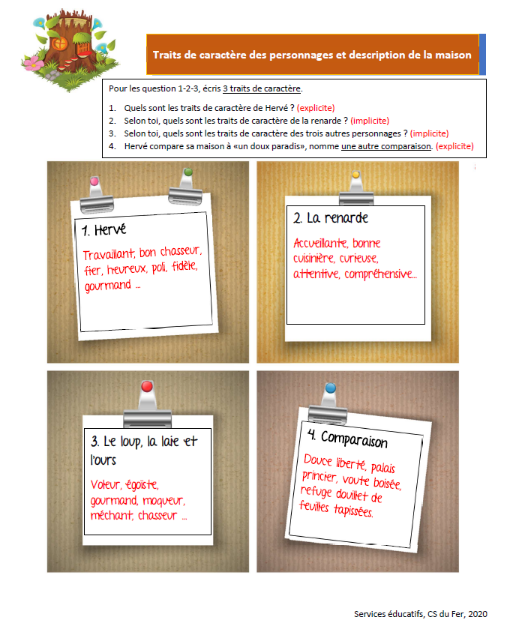 Traits de caractère des personnages et description de la maison
Pour les question 1-2-3, écris 3 traits de caractère.
1. Quels sont les traits de caractère de Hervé ? (explicite)
2. Selon toi, quels sont les traits de caractère de la renarde ? (implicite)
3. Selon toi, quels sont les traits de caractère des trois autres personnages ? (implicite)
4. Hervé compare sa maison à «un doux paradis», nomme une autre comparaison. (explicite)
1. Hervé
Travaillant, bon chasseur,
fier, heureux, poli, fidèle,
gourmand ...
2. La renarde
Accueillante, bonne
cuisinière, curieuse,
attentive, compréhensive...
3. Le loup, la laie et
l'ours
Voleur, égoïste,
gourmand, moqueur,
méchant, chasseur ...
4. Comparaison
Douce liberté, palais
princier, voute boisée,
refuge douillet de
feuilles tapissées.
Services éducatifs, CS du Fer, 2020